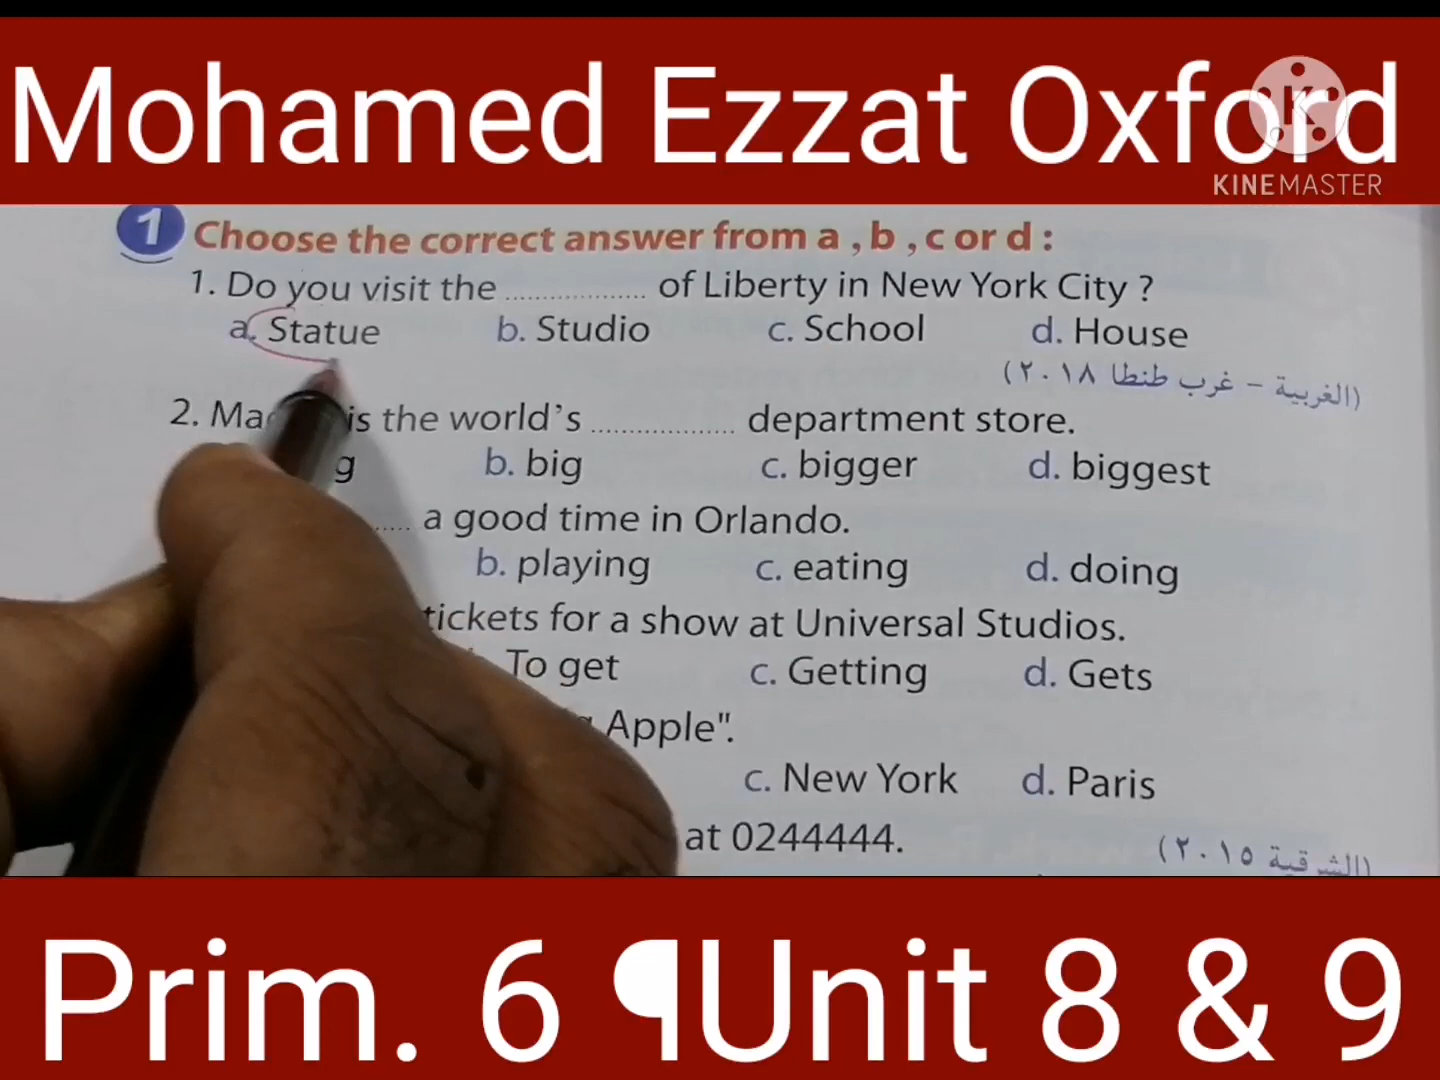 Mohamed Ezzat Oxford
KINEMASTER
1 Choose the correct answer from a , b , c or d :
1. Do you visit the .................. of Liberty in New York City ?
a. Statue b. Studio c. School d. House
(الغربية - غرب طنطا ٢٠١٨)
2. is the world's .................. department store.
b. big c. bigger d. biggest
..... a good time in Orlando.
b. playing c. eating d. doing
tickets for a show at Universal Studios.
To get c. Getting d. Gets
Apple".
c. New York d. Paris
at 0244444.
(الشرقية ٢٠١٥)
Prim. 6 ¶Unit 8 & 9